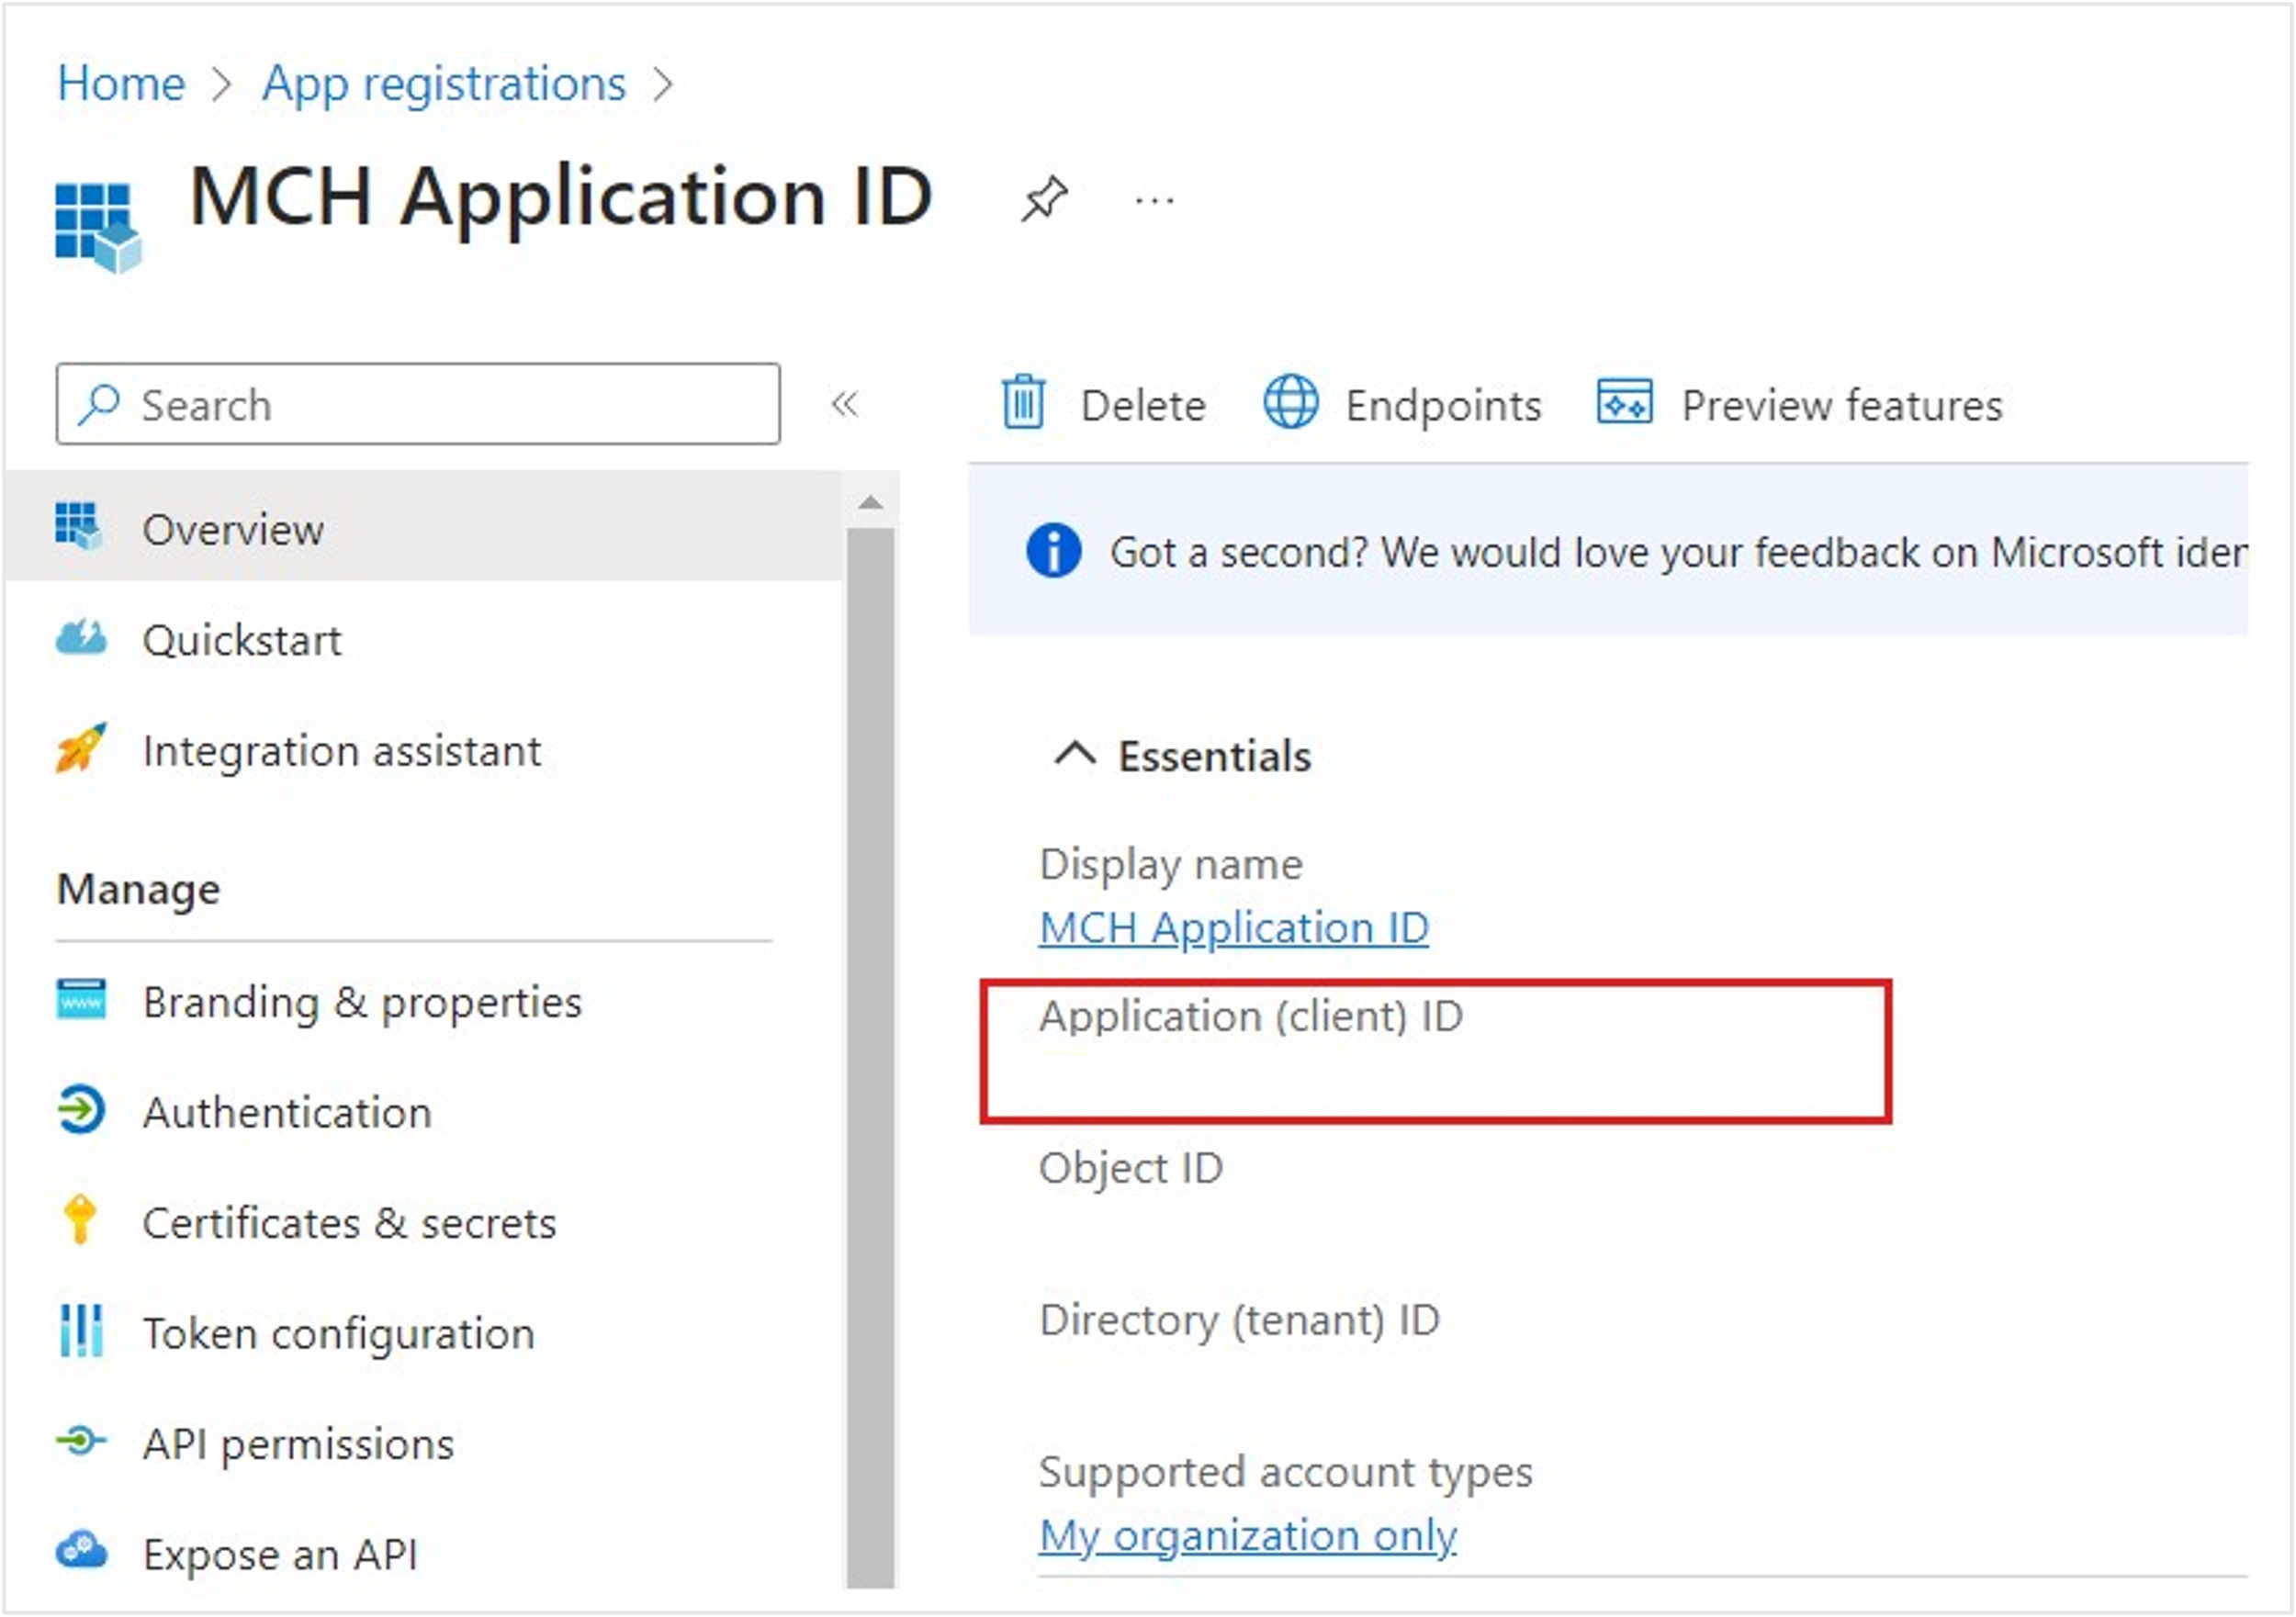 Home > App registrations >
MCH Application ID ...
Search «
Overview
Quickstart
Integration assistant
Manage
www
Branding & properties
Authentication
Certificates & secrets
Token configuration
API permissions
Expose an API
Delete Endpoints Preview features
Got a second? We would love your feedback on Microsoft iden
Essentials
Display name
MCH Application ID
Application (client) ID
Object ID
Directory (tenant) ID
Supported account types
My organization only